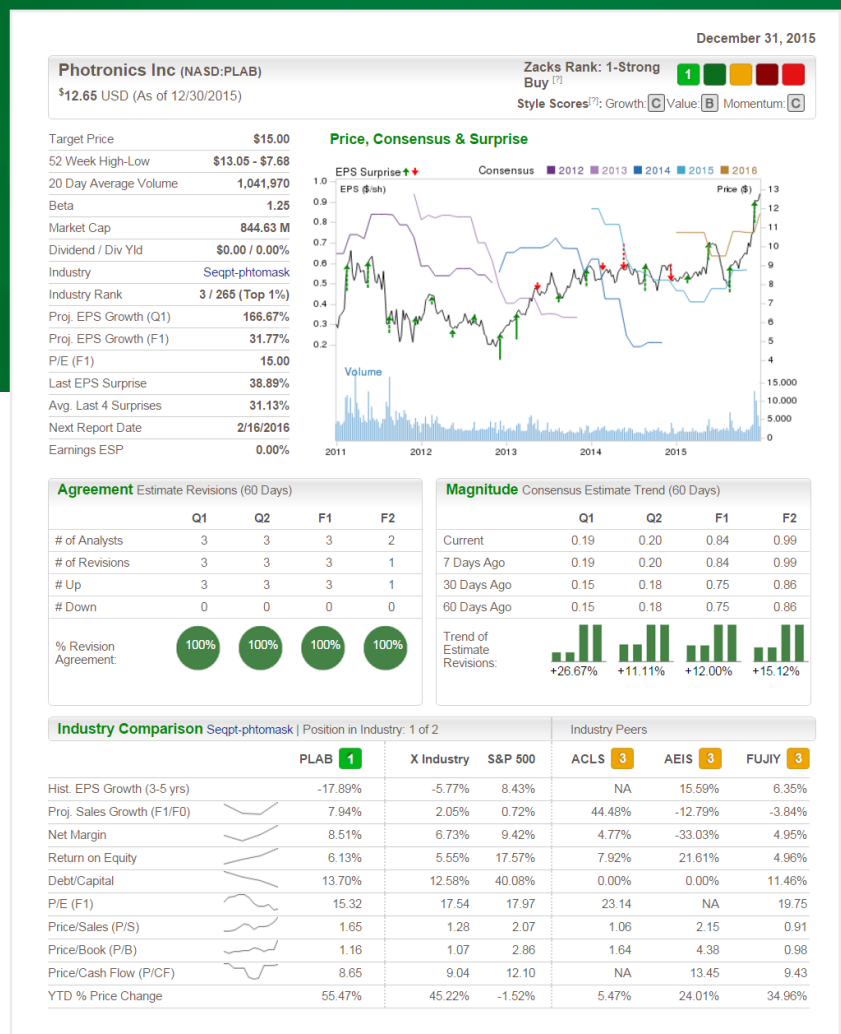 December 31, 2015
Photronics Inc (NASD:PLAB)
$12.65 USD (As of 12/30/2015)
Zacks Rank: 1-Strong
Buy [?]
1
Style Scores[?]: Growth: C Value: B Momentum: C
Target Price $15.00
52 Week High-Low $13.05 - $7.68
20 Day Average Volume 1,041,970
Beta 1.25
Market Cap 844.63 M
Dividend / Div Yld $0.00 / 0.00%
Industry Seqpt-phtomask
Industry Rank 3 / 265 (Top 1%)
Proj. EPS Growth (Q1) 166.67%
Proj. EPS Growth (F1) 31.77%
P/E (F1) 15.00
Last EPS Surprise 38.89%
Avg. Last 4 Surprises 31.13%
Next Report Date 2/16/2016
Earnings ESP 0.00%
Price, Consensus & Surprise
EPS Surprise Consensus 2012 2013 2014 2015 2016
EPS ($/sh) Price ($)
1.0
0.9
0.8
0.7
0.6
0.5
0.4
0.3
0.2
13
12
11
10
9
8
7
6
5
4
Volume
15,000
10,000
5,000
0
2011 2012 2013 2014 2015
Agreement Estimate Revisions (60 Days)
Q1 Q2 F1 F2
# of Analysts 3 3 3 2
# of Revisions 3 3 3 1
# Up 3 3 3 1
# Down 0 0 0 0
% Revision
Agreement:
100% 100% 100% 100%
Magnitude Consensus Estimate Trend (60 Days)
Q1 Q2 F1 F2
Current 0.19 0.20 0.84 0.99
7 Days Ago 0.19 0.20 0.84 0.99
30 Days Ago 0.15 0.18 0.75 0.86
60 Days Ago 0.15 0.18 0.75 0.86
Trend of
Estimate
Revisions:
+26.67% +11.11% +12.00% +15.12%
Industry Comparison Seqpt-phtomask | Position in Industry: 1 of 2 Industry Peers
PLAB 1 X Industry S&P 500 ACLS 3 AEIS 3 FUJIY 3
Hist. EPS Growth (3-5 yrs) -17.89% -5.77% 8.43% NA 15.59% 6.35%
Proj. Sales Growth (F1/F0) 7.94% 2.05% 0.72% 44.48% -12.79% -3.84%
Net Margin 8.51% 6.73% 9.42% 4.77% -33.03% 4.95%
Return on Equity 6.13% 5.55% 17.57% 7.92% 21.61% 4.96%
Debt/Capital 13.70% 12.58% 40.08% 0.00% 0.00% 11.46%
P/E (F1) 15.32 17.54 17.97 23.14 NA 19.75
Price/Sales (P/S) 1.65 1.28 2.07 1.06 2.15 0.91
Price/Book (P/B) 1.16 1.07 2.86 1.64 4.38 0.98
Price/Cash Flow (P/CF) 8.65 9.04 12.10 NA 13.45 9.43
YTD % Price Change 55.47% 45.22% -1.52% 5.47% 24.01% 34.96%